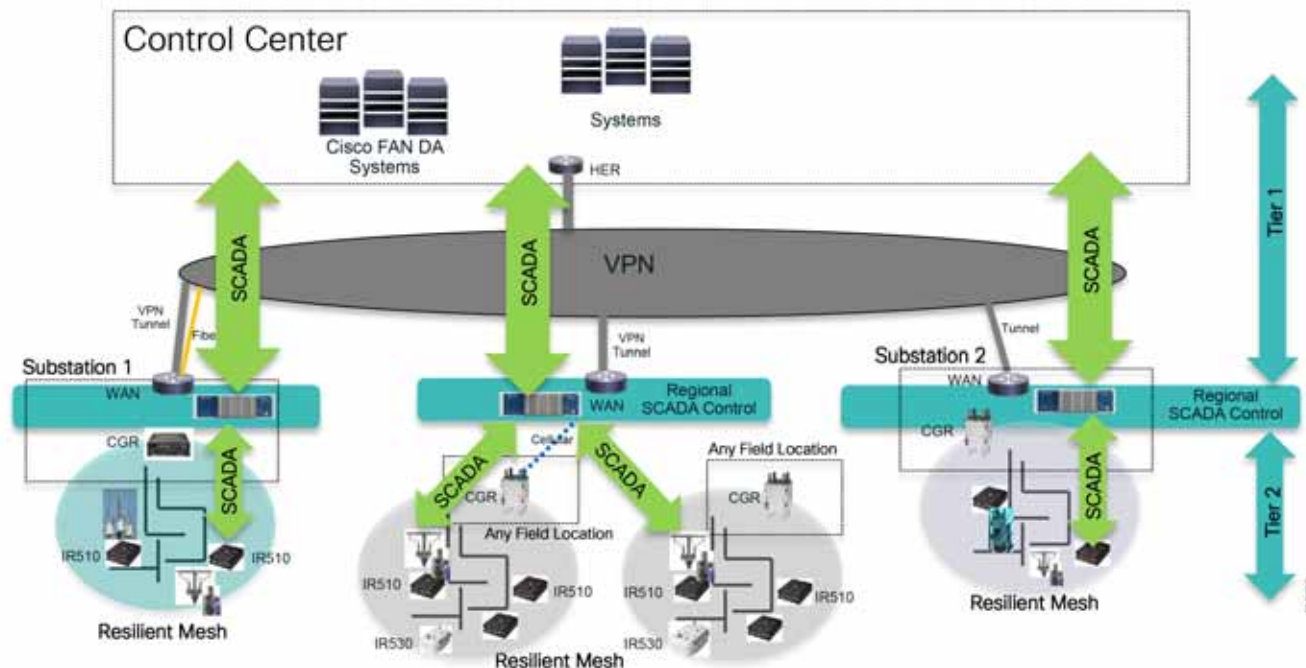 Control Center
Systems
Cisco FAN DA
Systems
HER
SCADA
SCADA
SCADA
Tier 1
VPN
VPN
Tunnel
Fibe
VPN
Tunnel
Tunnel
Substation 1
WAN
WAN
Regional
SCADA Control
Substation 2
WAN
Regional
SCADA Control
CGR
SCADA
Cellular
SCADA
SCADA
CGR
Any Field Location
Any Field Location
CGR
CGR
SCADA
Tier 2
IR510
IR510
IR510
IR510
IR530
IR510
IR510
IR530
Resilient Mesh
Resilient Mesh
Resilient Mesh